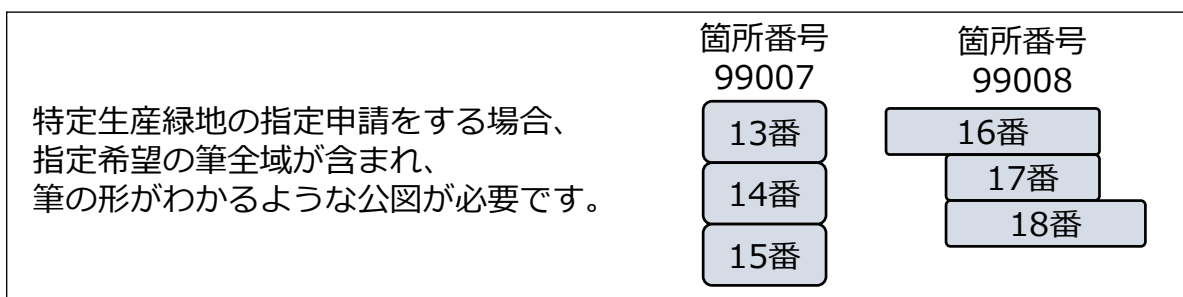 特定生産緑地の指定申請をする場合、
指定希望の筆全域が含まれ、
筆の形がわかるような公図が必要です。
箇所番号
99007
13番
14番
15番
箇所番号
99008
16番
17番
18番